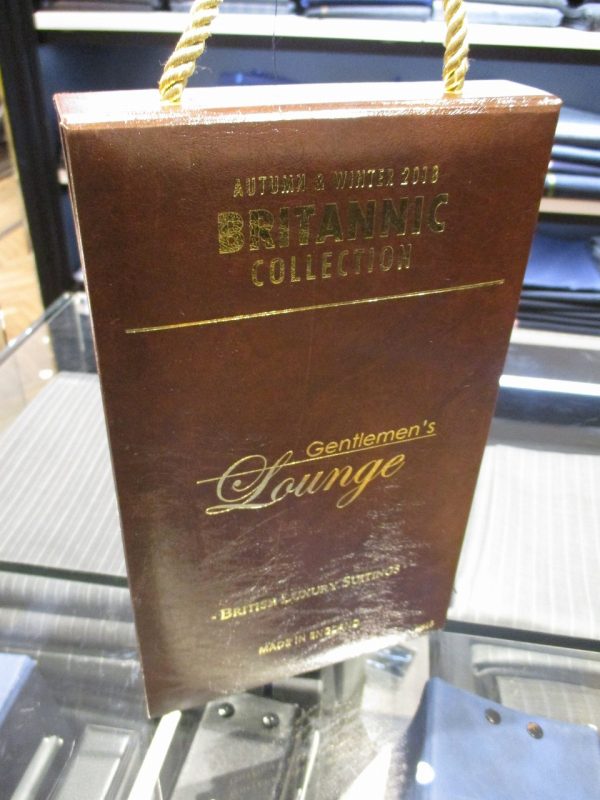 AUTUMN & WINTER 2018
BRITANNIC
COLLECTION
Gentlemen's
Lounge
- BRITISH LUXURY SUITINGS -
MADE IN ENGLAND